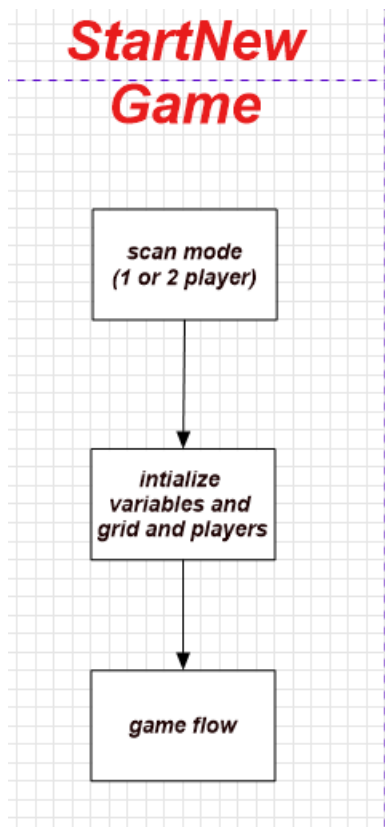 StartNew
Game
scan mode
(1 or 2 player)
intialize
variables and
grid and players
game flow